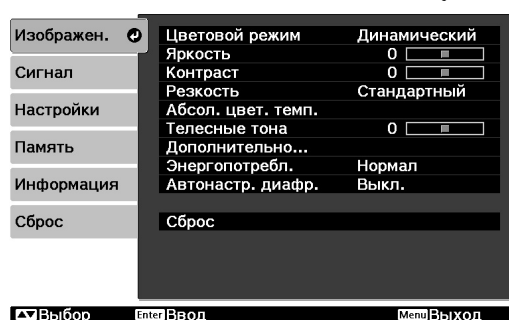 Изображен.
Сигнал
Настройки
Память
Информация
Сброс
Цветовой режим Динамический
Яркость 0
Контраст 0
Резкость Стандартный
Абсол. цвет. темп.
Телесные тона 0
Дополнительно...
Энергопотребл. Нормал
Автонастр. диафр. Выкл.
Сброс
Выбор Enter Ввод Menu Выход